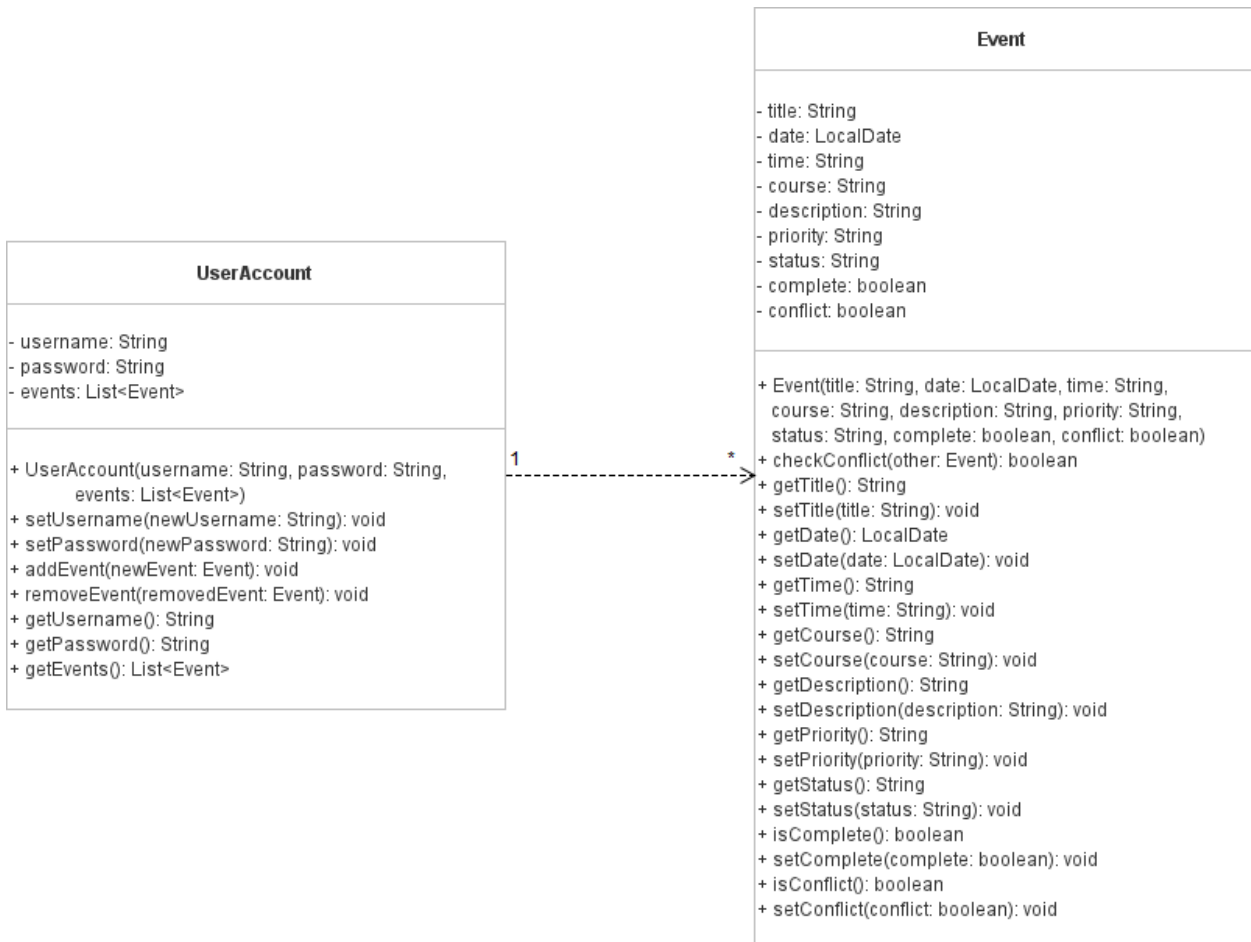 UserAccount
- username: String
- password: String
- events: List<Event>
+ UserAccount(username: String, password: String,
events: List<Event>)
+ setUsername(newUsername: String): void
+ setPassword(newPassword: String): void
+ addEvent(newEvent: Event): void
+ removeEvent(removedEvent: Event): void
+ getUsername(): String
+ getPassword(): String
+ getEvents(): List<Event>
1
*
Event
- title: String
- date: LocalDate
- time: String
- course: String
- description: String
- priority: String
- status: String
- complete: boolean
- conflict: boolean
+ Event(title: String, date: LocalDate, time: String,
course: String, description: String, priority: String,
status: String, complete: boolean, conflict: boolean)
+ checkConflict(other: Event): boolean
+ getTitle(): String
+ setTitle(title: String): void
+ getDate(): LocalDate
+ setDate(date: LocalDate): void
+ getTime(): String
+ setTime(time: String): void
+ getCourse(): String
+ setCourse(course: String): void
+ getDescription(): String
+ setDescription(description: String): void
+ getPriority(): String
+ setPriority(priority: String): void
+ getStatus(): String
+ setStatus(status: String): void
+ isComplete(): boolean
+ setComplete(complete: boolean): void
+ isConflict(): boolean
+ setConflict(conflict: boolean): void